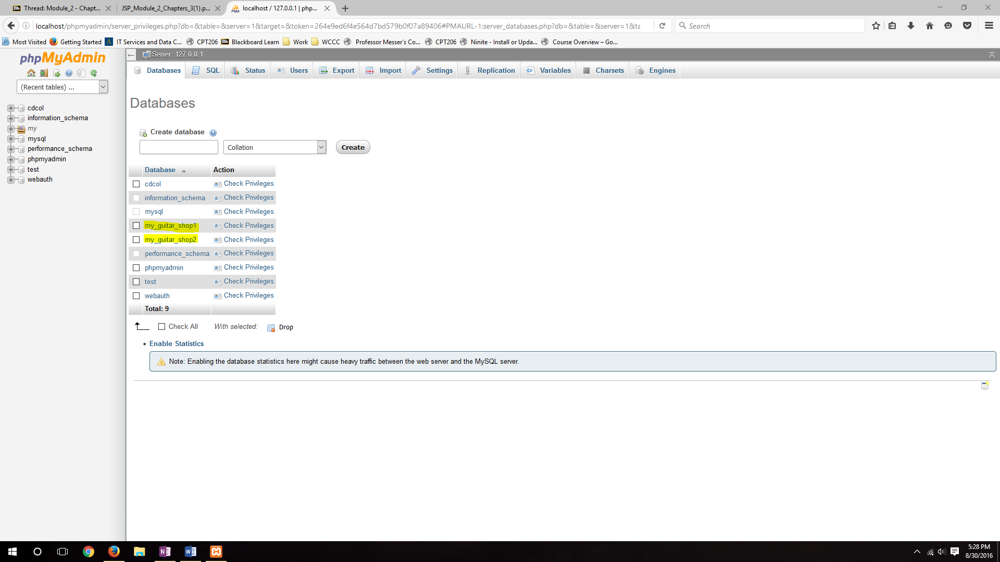 Thread: Module_2 - Chapt...
JSP_Module_2_Chapters_3(1).p...
localhost / 127.0.0.1 | php...
localhost/phpmyadmin/server_privileges.php?db=&table=&server=1&target=&token=264e9ed6f4e564d7bd579b0f07a89406#PMAURL-1:server_databases.php?db=&table=&server=1&ta
Search
Most Visited
Getting Started
IT Services and Data C...
CPT206
Blackboard Learn
Work
WCCC
Professor Messer's Co...
CPT206
Ninite - Install or Upda...
Course Overview – Go...
phpMyAdmin
(Recent tables) ...
cdcol
information_schema
my
mysql
performance_schema
phpmyadmin
test
webauth
Server: 127.0.0.1
Databases
SQL
Status
Users
Export
Import
Settings
Replication
Variables
Charsets
Engines
Databases
Create database
Collation
Create
Database Action
cdcol Check Privileges
information_schema Check Privileges
mysql Check Privileges
my_guitar_shop1 Check Privileges
my_guitar_shop2 Check Privileges
performance_schema Check Privileges
phpmyadmin Check Privileges
test Check Privileges
webauth Check Privileges
Total: 9
Check All With selected: Drop
Enable Statistics
Note: Enabling the database statistics here might cause heavy traffic between the web server and the MySQL server.
5:28 PM
8/30/2016